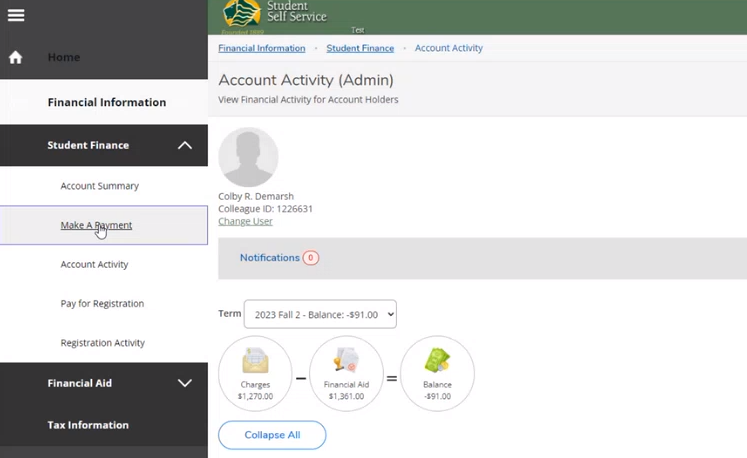 Student
Self Service
Founded 1889
Test
Home
Financial Information
Student Finance
Account Summary
Make A Payment
Account Activity
Pay for Registration
Registration Activity
Financial Aid
Tax Information
Financial Information · Student Finance · Account Activity
Account Activity (Admin)
View Financial Activity for Account Holders
Colby R. Demarsh
Colleague ID: 1226631
Change User
Notifications 0
Term 2023 Fall 2 - Balance: -$91.00
Charges
$1,270.00
–
Financial Aid
$1,361.00
=
Balance
-$91.00
Collapse All